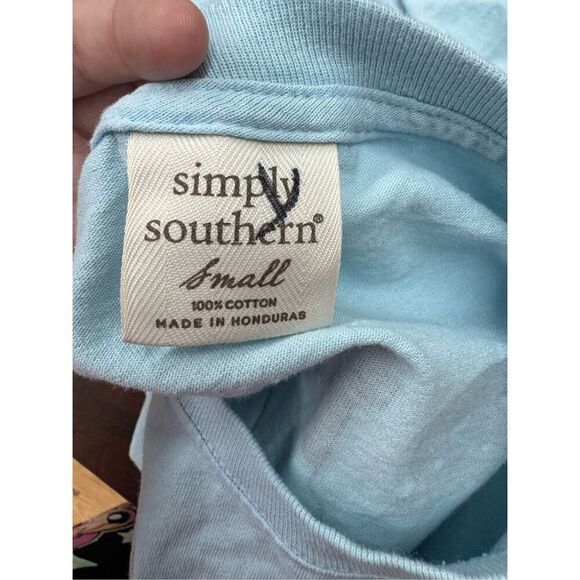 simply
southern®
Small
100% COTTON
MADE IN HONDURAS